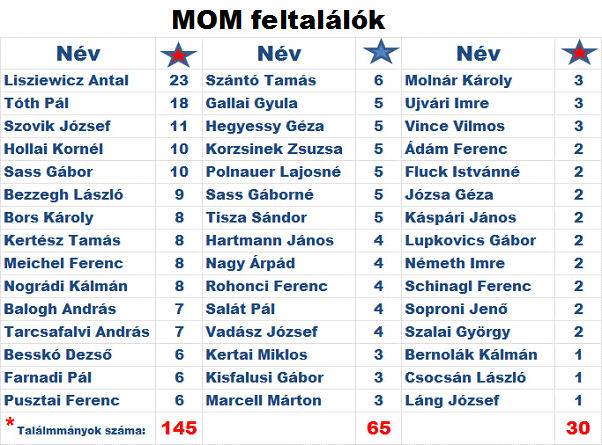 MOM feltalálók
Név Név Név
Lisziewicz Antal 23 Szántó Tamás 6 Molnár Károly 3
Tóth Pál 18 Gallai Gyula 5 Ujvári Imre 3
Szovik József 11 Hegyessy Géza 5 Vince Vilmos 3
Hollai Kornél 10 Korzsinek Zsuzsa 5 Ádám Ferenc 2
Sass Gábor 10 Polnauer Lajosné 5 Fluck Istvánné 2
Bezzegh László 9 Sass Gáborné 5 Józsa Géza 2
Bors Károly 8 Tisza Sándor 5 Káspári János 2
Kertész Tamás 8 Hartmann János 4 Lupkovics Gábor 2
Meichel Ferenc 8 Nagy Árpád 4 Németh Imre 2
Nográdi Kálmán 8 Rohonci Ferenc 4 Schinagl Ferenc 2
Balogh András 7 Salát Pál 4 Soproni Jenő 2
Tarcsafalvi András 7 Vadász József 4 Szalai György 2
Besskó Dezső 6 Kertai Miklos 3 Bernolák Kálmán 1
Farnadi Pál 6 Kisfalusi Gábor 3 Csocsán László 1
Pusztai Ferenc 6 Marcell Márton 3 Láng József 1
* Találmmányok száma: 145 65 30